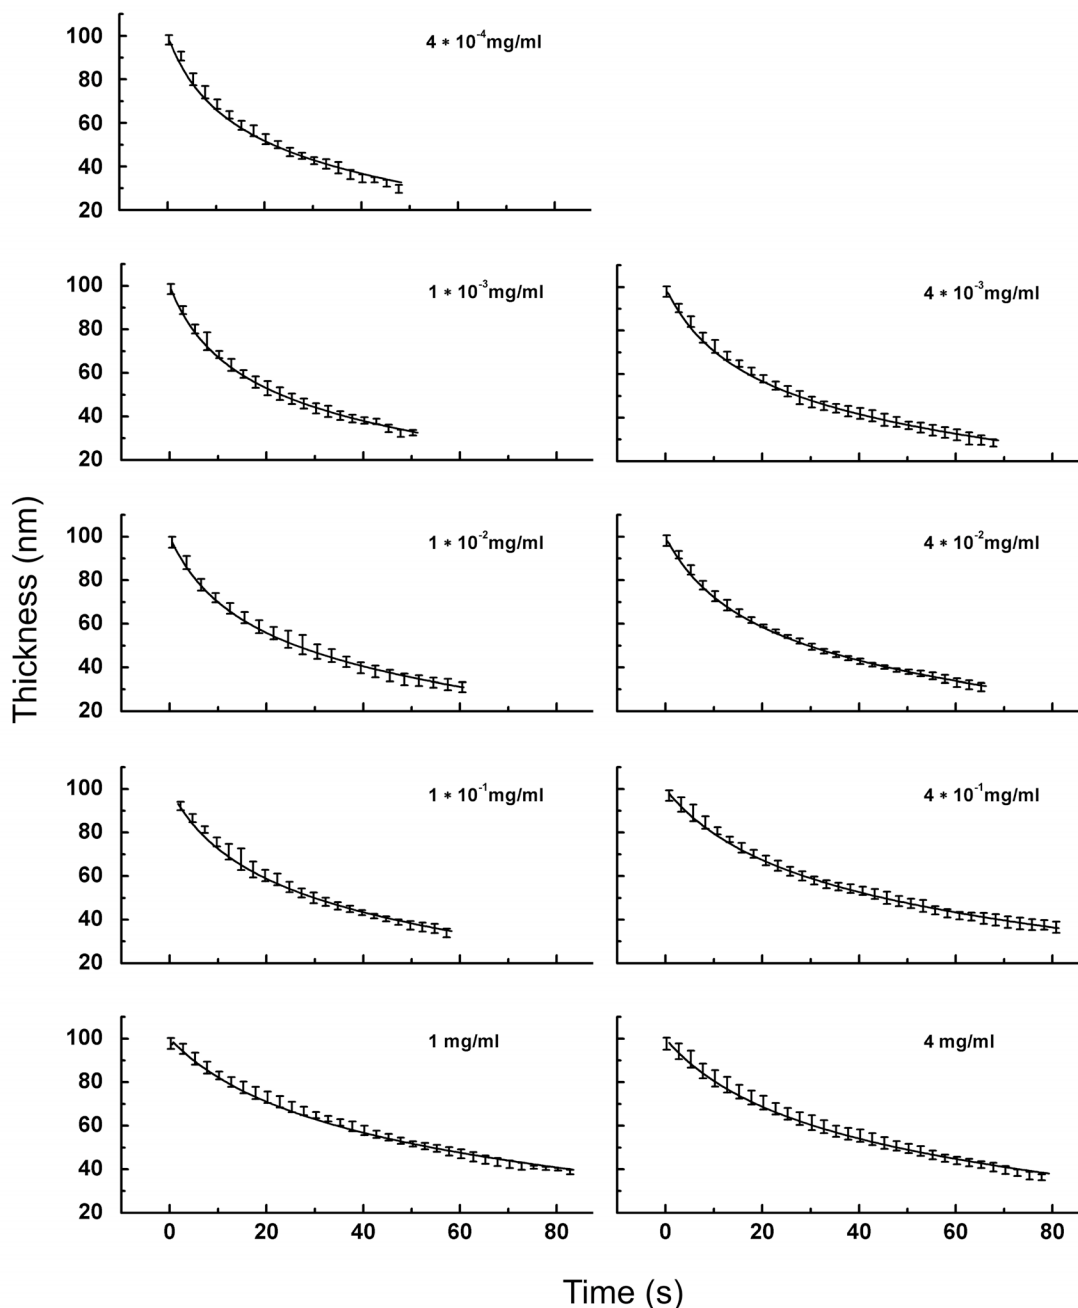 4 * 10⁻⁴mg/ml
100
80
60
40
20
1 * 10⁻³mg/ml
4 * 10⁻³mg/ml
100
80
60
40
20
1 * 10⁻²mg/ml
4 * 10⁻²mg/ml
100
80
60
40
20
1 * 10⁻¹mg/ml
4 * 10⁻¹mg/ml
100
80
60
40
20
1 mg/ml
4 mg/ml
100
80
60
40
20
0 20 40 60 80
0 20 40 60 80
Thickness (nm)
Time (s)